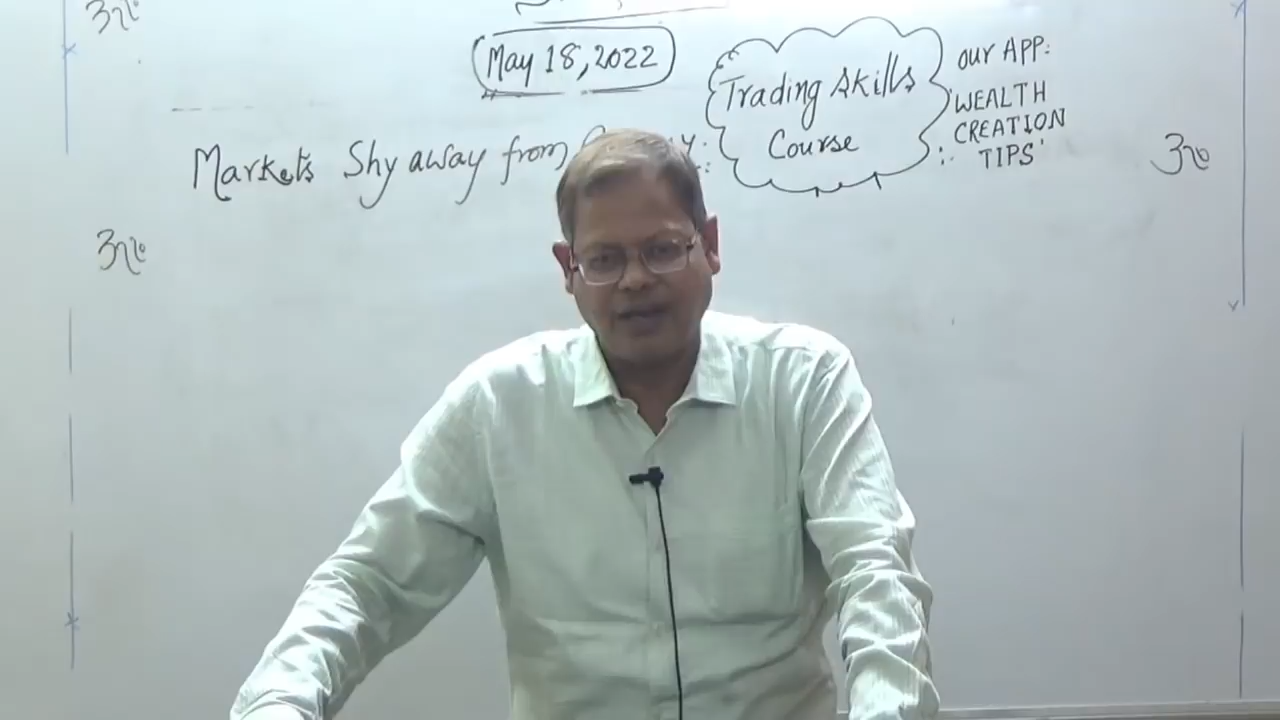 May 18, 2022
Markets Shy away from
Trading Skills
Course
our APP:
WEALTH
CREATION
TIPS